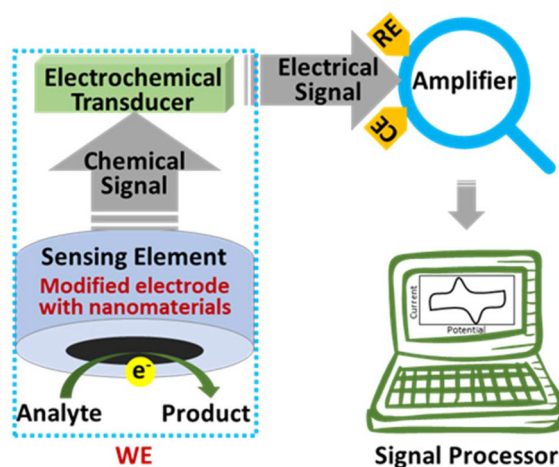 Electrochemical
Transducer
Chemical
Signal
Sensing Element
Modified electrode
with nanomaterials
e-
Analyte
Product
WE
Electrical
Signal
RE
CE
Amplifier
Current
Potential
Signal Processor